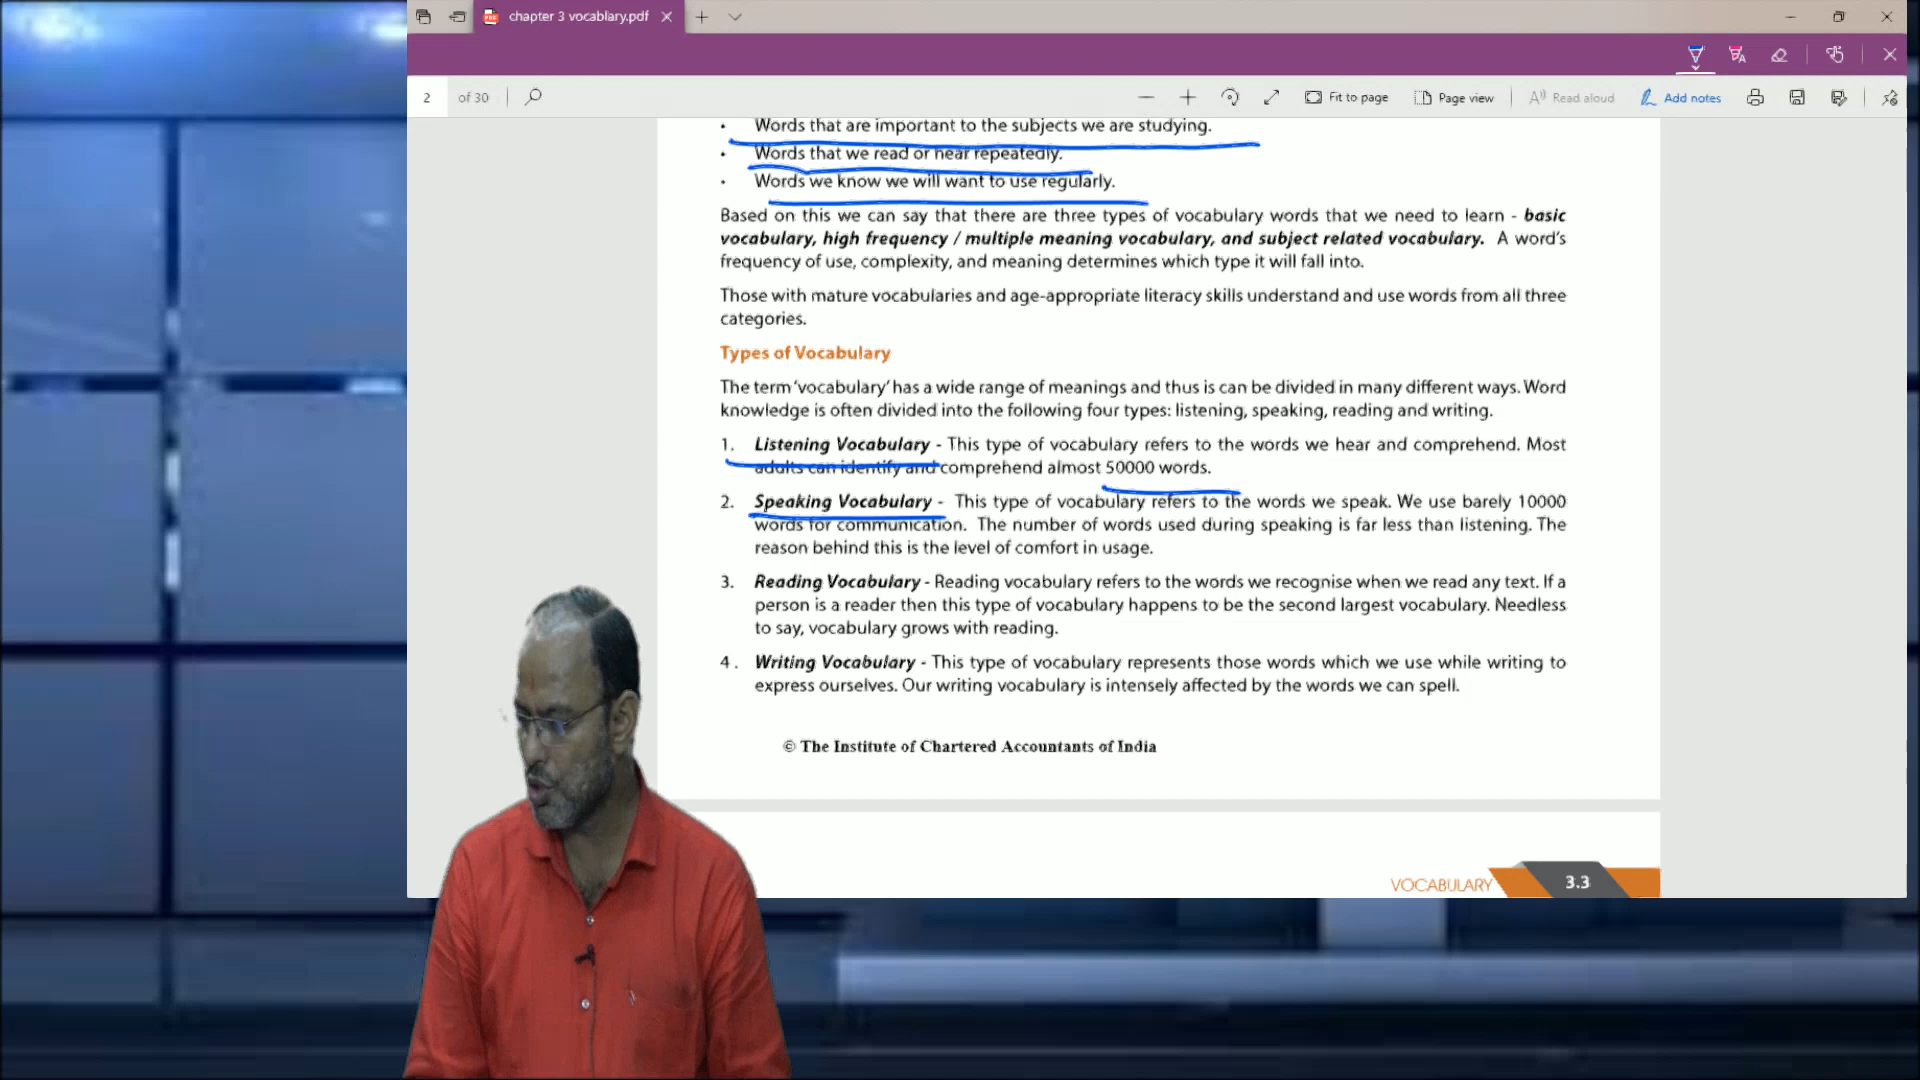 chapter 3 vocablary.pdf
2 of 30
Fit to page
Page view
Read aloud
Add notes
• Words that are important to the subjects we are studying.
• Words that we read or hear repeatedly.
• Words we know we will want to use regularly.
Based on this we can say that there are three types of vocabulary words that we need to learn - basic
vocabulary, high frequency / multiple meaning vocabulary, and subject related vocabulary. A word's
frequency of use, complexity, and meaning determines which type it will fall into.
Those with mature vocabularies and age-appropriate literacy skills understand and use words from all three
categories.
Types of Vocabulary
The term 'vocabulary' has a wide range of meanings and thus is can be divided in many different ways. Word
knowledge is often divided into the following four types: listening, speaking, reading and writing.
1. Listening Vocabulary - This type of vocabulary refers to the words we hear and comprehend. Most
adults can identify and comprehend almost 50000 words.
2. Speaking Vocabulary - This type of vocabulary refers to the words we speak. We use barely 10000
words for communication. The number of words used during speaking is far less than listening. The
reason behind this is the level of comfort in usage.
3. Reading Vocabulary - Reading vocabulary refers to the words we recognise when we read any text. If a
person is a reader then this type of vocabulary happens to be the second largest vocabulary. Needless
to say, vocabulary grows with reading.
4. Writing Vocabulary - This type of vocabulary represents those words which we use while writing to
express ourselves. Our writing vocabulary is intensely affected by the words we can spell.
© The Institute of Chartered Accountants of India
VOCABULARY 3.3